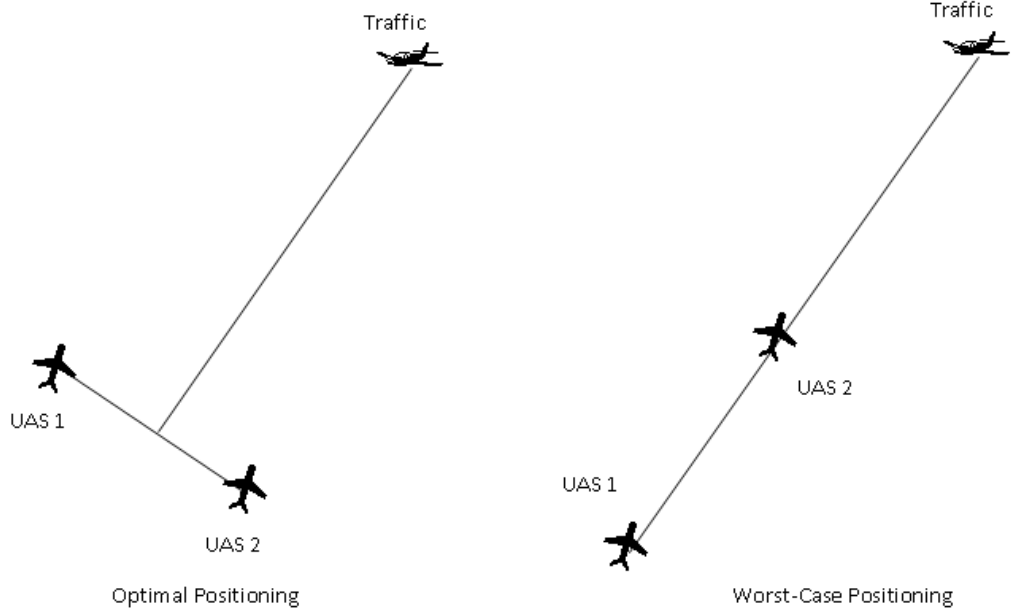 Traffic
UAS 1
UAS 2
Optimal Positioning
Traffic
UAS 2
UAS 1
Worst-Case Positioning